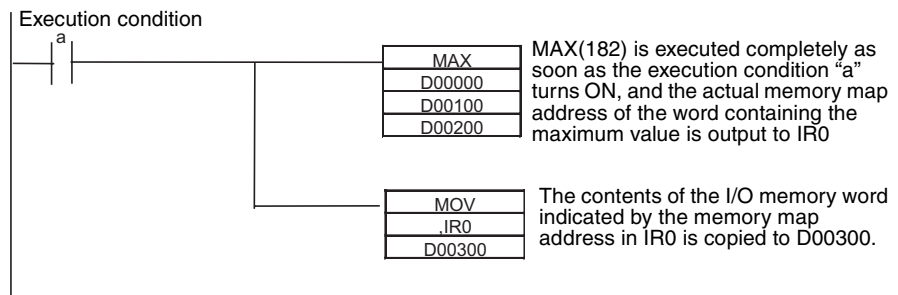 Execution condition
a
MAX
D00000
D00100
D00200
MAX(182) is executed completely as
soon as the execution condition “a”
turns ON, and the actual memory map
address of the word containing the
maximum value is output to IR0
MOV
,IR0
D00300
The contents of the I/O memory word
indicated by the memory map
address in IR0 is copied to D00300.